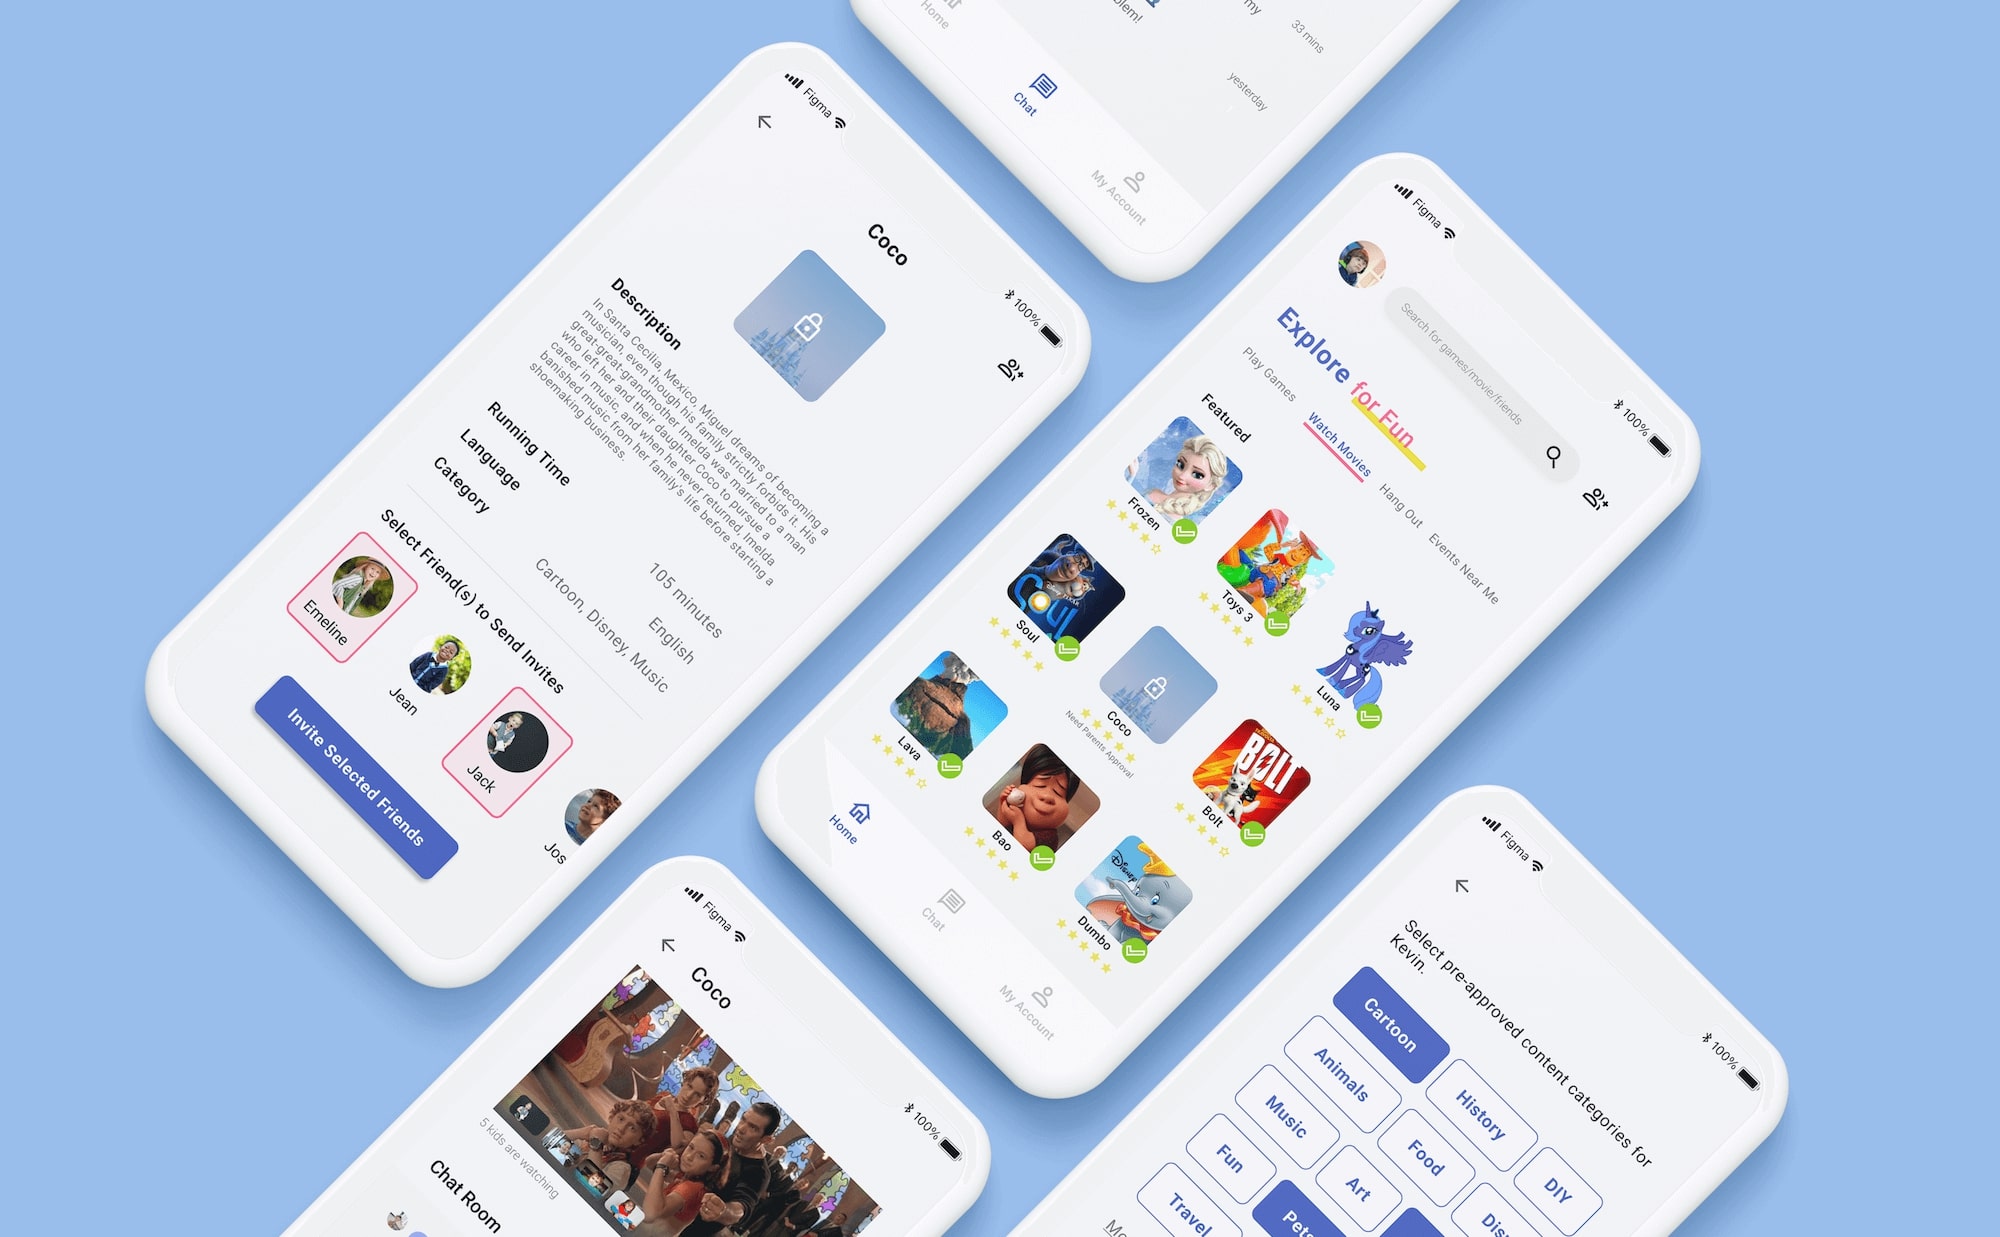 Home
Chat
My Account
blem!
my
33 mins
yesterday
Figma
100%
Coco
Description
In Santa Cecilia, Mexico, Miguel dreams of becoming a
musician, even though his family strictly forbids it. His
great-great-grandmother Imelda was married to a man
who left her and their daughter Coco to pursue a
career in music, and when he never returned, Imelda
banished music from her family's life before starting a
shoemaking business.
Running Time
105 minutes
Language
English
Category
Cartoon, Disney, Music
Select Friend(s) to Send Invites
Emeline
Jean
Jack
Jos
Invite Selected Friends
Figma
100%
Search for games/movie/friends
Explore for Fun
Play Games
Watch Movies
Hang Out
Events Near Me
Featured
Frozen
Toys 3
Luna
Soul
Soul
Coco
Need Parents Approval
BOLT
Bolt
Lava
Bao
Disney
Dumbo
Home
Chat
My Account
Figma
100%
Coco
5 kids are watching
Chat Room
Figma
100%
Select pre-approved content categories for
Kevin.
Cartoon
History
DIY
Animals
Food
Dis
Music
Art
Fun
Pets
Travel
Mo